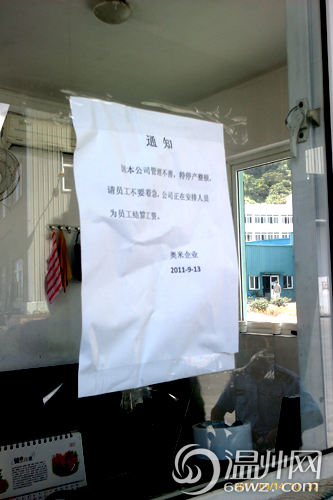 通知
因本公司管理不善，将停产整顿，
请员工不要着急，公司正在安排人员
为员工结算工资。
奥米企业
2011-9-13
温州网
66wz.com